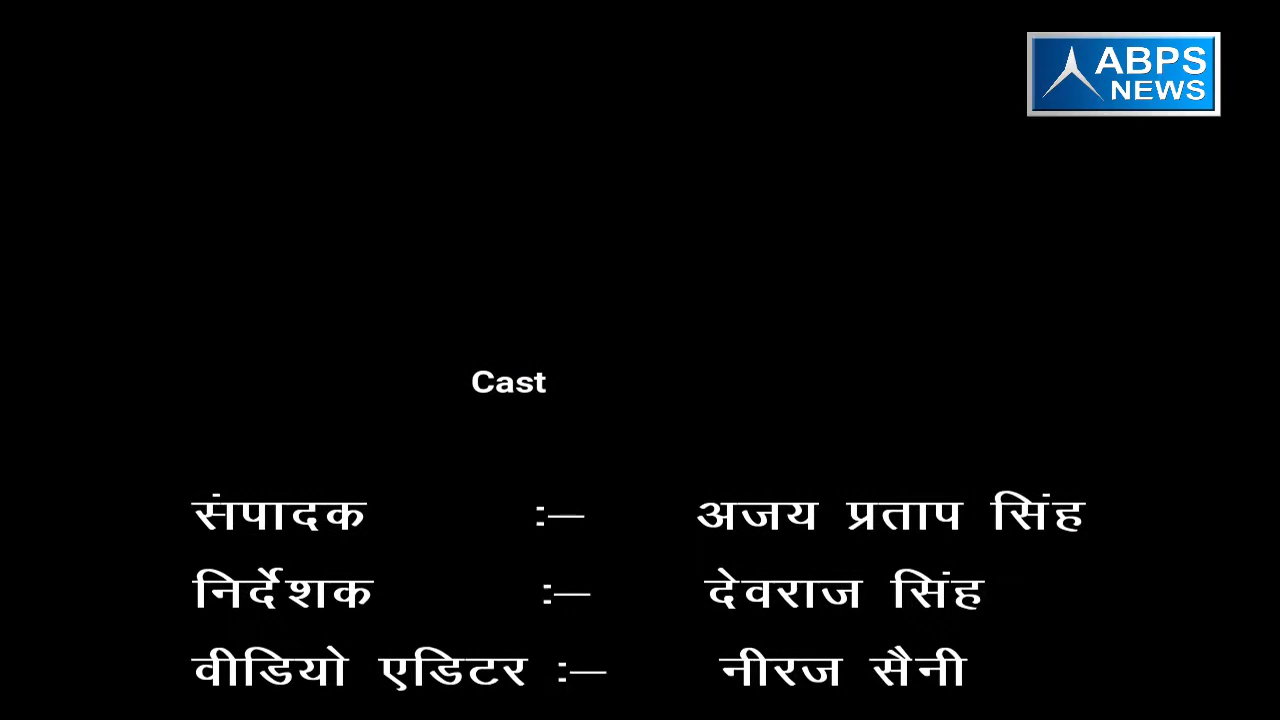 ABPS
NEWS
Cast
संपादक :— अजय प्रताप सिंह
निर्देशक :— देवराज सिंह
वीडियो एडिटर :— नीरज सैनी